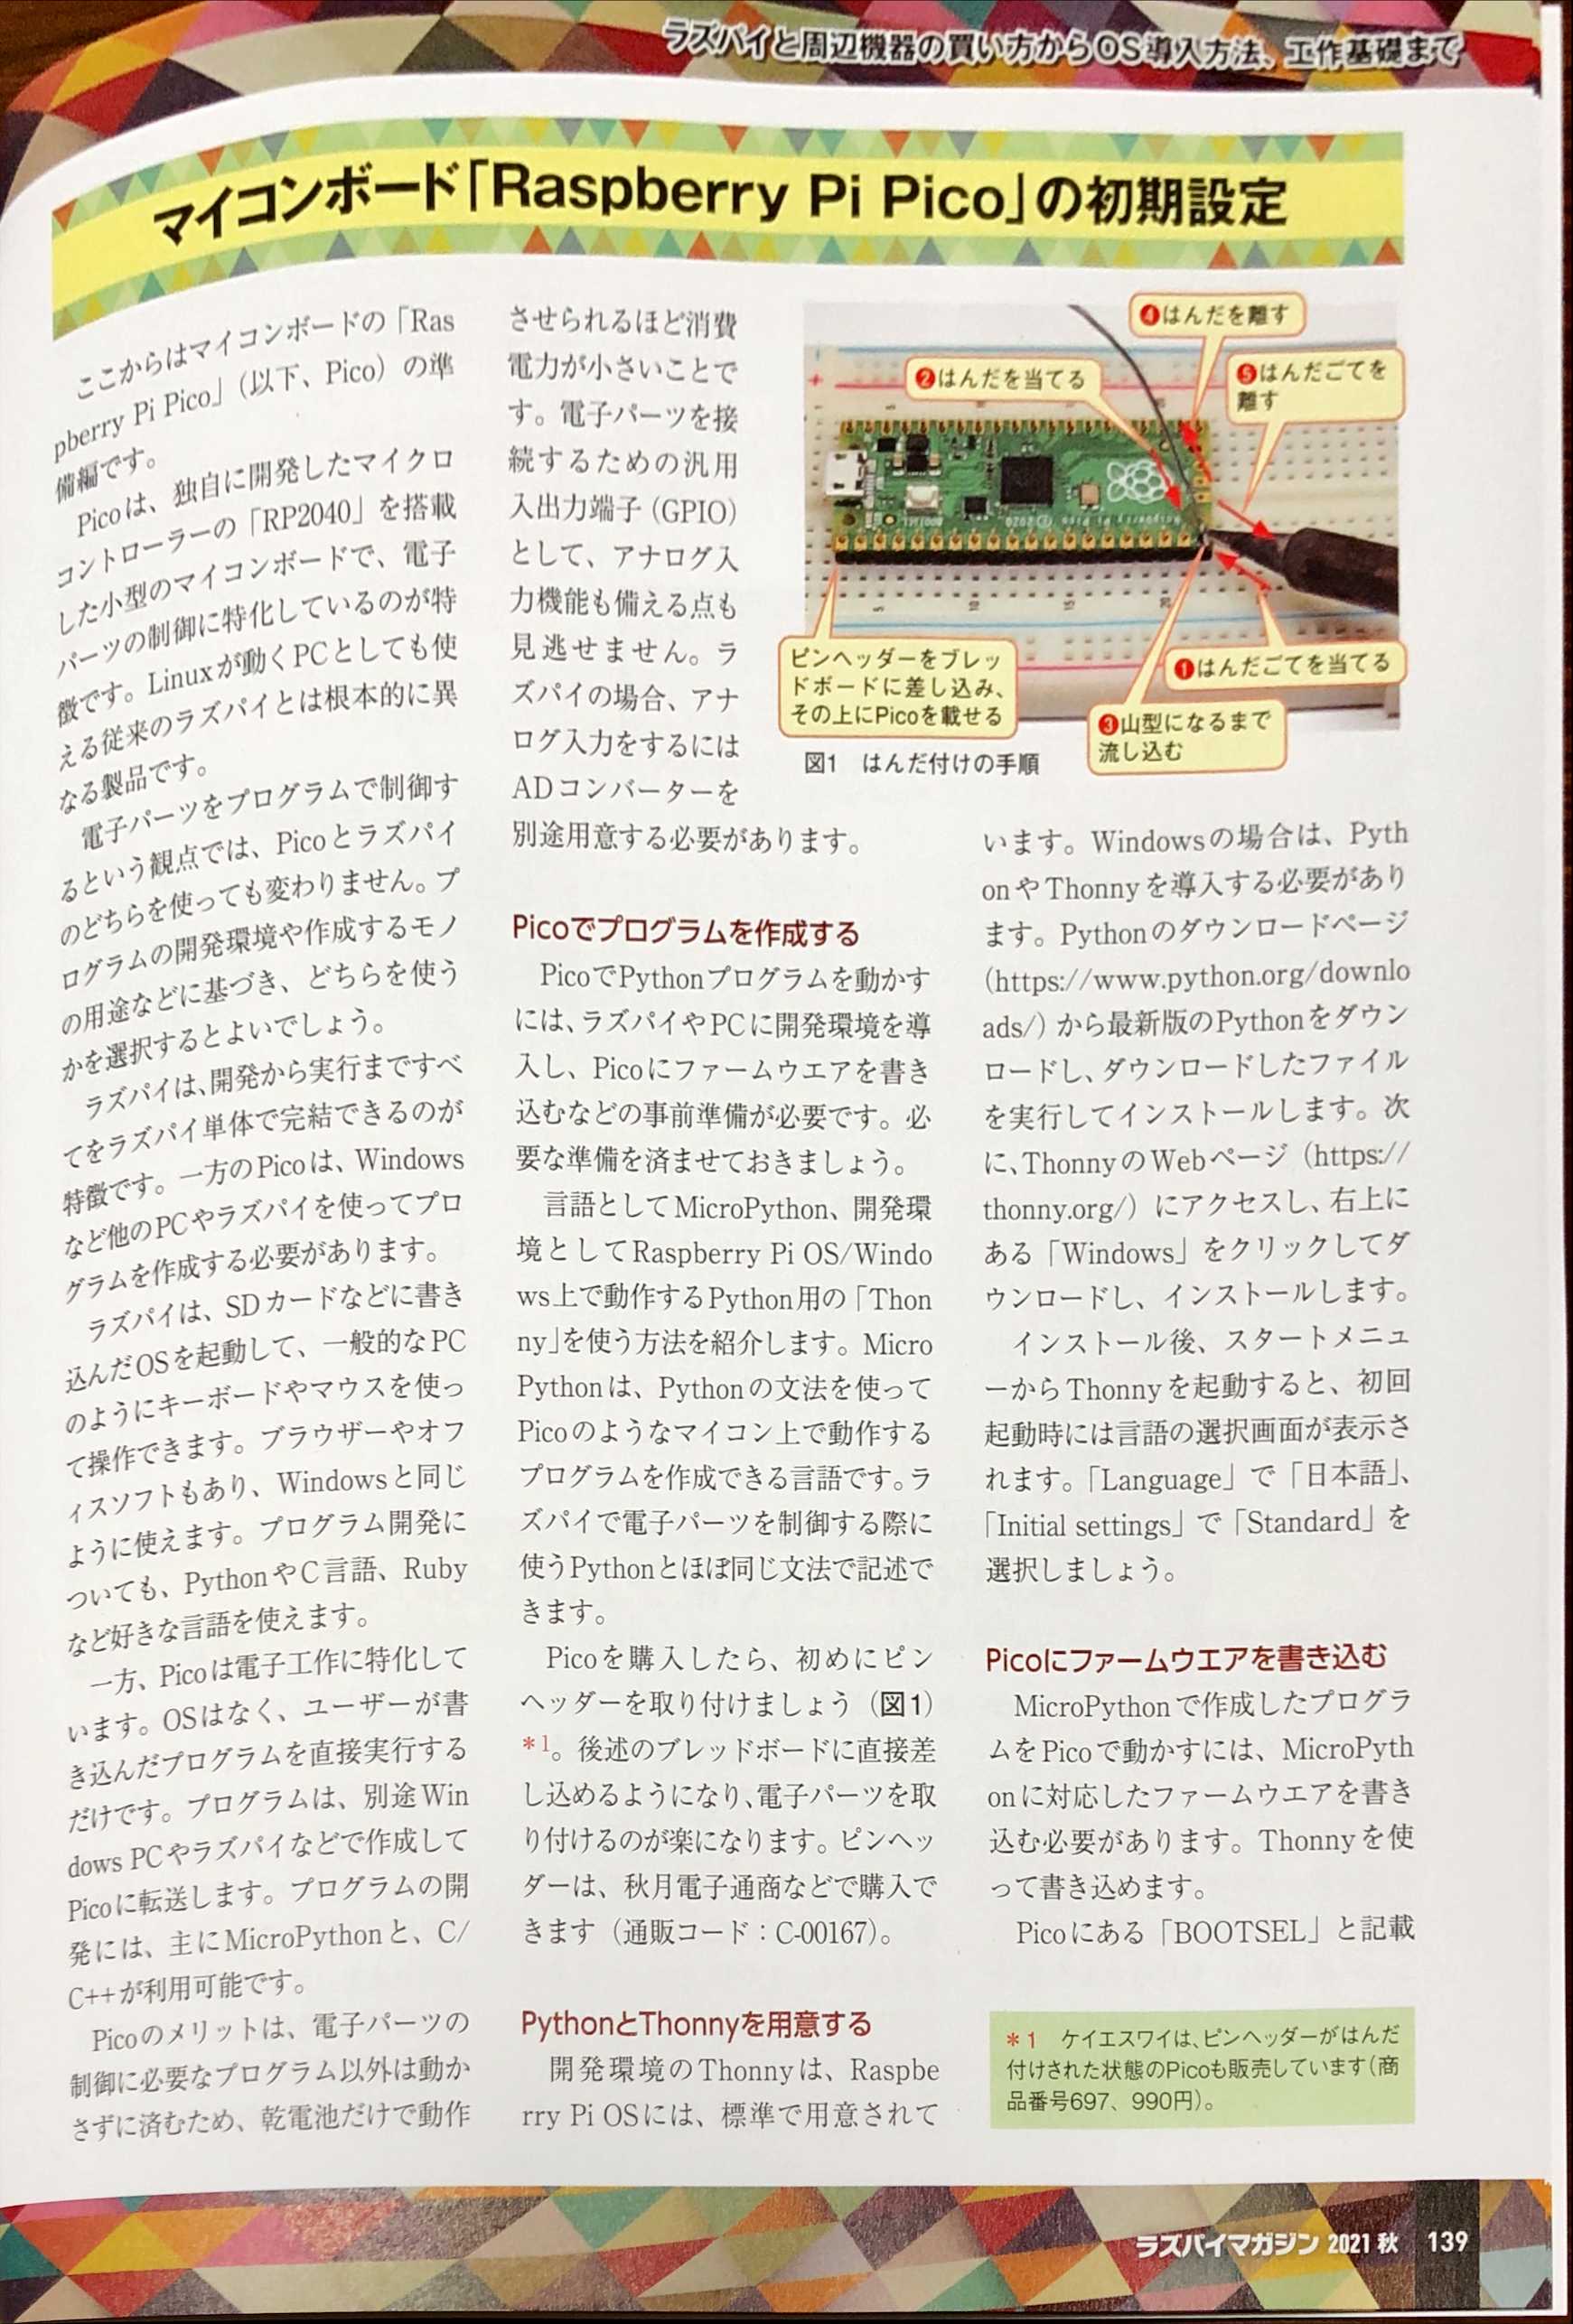 ラズパイと周辺機器の買い方からOS導入方法、工作基礎まで
マイコンボード「Raspberry Pi Pico」の初期設定
ここからはマイコンボードの「Ras
pberry Pi Pico」（以下、Pico）の準
備編です。
Picoは、独自に開発したマイクロ
コントローラーの「RP2040」を搭載
した小型のマイコンボードで、電子
パーツの制御に特化しているのが特
徴です。Linuxが動くPCとしても使
える従来のラズパイとは根本的に異
なる製品です。
電子パーツをプログラムで制御す
るという観点では、Picoとラズパイ
のどちらを使っても変わりません。プ
ログラムの開発環境や作成するモノ
の用途などに基づき、どちらを使う
かを選択するとよいでしょう。
ラズパイは、開発から実行まですべ
てをラズパイ単体で完結できるのが
特徴です。一方のPicoは、Windows
など他のPCやラズパイを使ってプロ
グラムを作成する必要があります。
ラズパイは、SDカードなどに書き
込んだOSを起動して、一般的なPC
のようにキーボードやマウスを使っ
て操作できます。ブラウザーやオフ
ィスソフトもあり、Windowsと同じ
ように使えます。プログラム開発に
ついても、PythonやC言語、Ruby
など好きな言語を使えます。
一方、Picoは電子工作に特化して
います。OSはなく、ユーザーが書
き込んだプログラムを直接実行する
だけです。プログラムは、別途Win
dows PCやラズパイなどで作成して
Picoに転送します。プログラムの開
発には、主にMicroPythonと、C/
C++が利用可能です。
Picoのメリットは、電子パーツの
制御に必要なプログラム以外は動か
さずに済むため、乾電池だけで動作
させられるほど消費
電力が小さいことで
す。電子パーツを接
続するための汎用
入出力端子（GPIO）
として、アナログ入
力機能も備える点も
見逃せません。ラ
ズパイの場合、アナ
ログ入力をするには
ADコンバーターを
別途用意する必要があります。
Picoでプログラムを作成する
PicoでPythonプログラムを動かす
には、ラズパイやPCに開発環境を導
入し、Picoにファームウエアを書き
込むなどの事前準備が必要です。必
要な準備を済ませておきましょう。
言語としてMicroPython、開発環
境としてRaspberry Pi OS/Windo
ws上で動作するPython用の「Thon
ny」を使う方法を紹介します。Micro
Pythonは、Pythonの文法を使って
Picoのようなマイコン上で動作する
プログラムを作成できる言語です。ラ
ズパイで電子パーツを制御する際に
使うPythonとほぼ同じ文法で記述で
きます。
Picoを購入したら、初めにピン
ヘッダーを取り付けましょう（図1）
*1。後述のブレッドボードに直接差
し込めるようになり、電子パーツを取
り付けるのが楽になります。ピンヘッ
ダーは、秋月電子通商などで購入で
きます（通販コード：C-00167）。
PythonとThonnyを用意する
開発環境のThonnyは、Raspbe
rry Pi OSには、標準で用意されて
❹はんだを離す
❷はんだを当てる
❺はんだごてを
離す
ピンヘッダーをブレッ
ドボードに差し込み、
その上にPicoを載せる
❶はんだごてを当てる
❸山型になるまで
流し込む
図1　はんだ付けの手順
います。Windowsの場合は、Pyth
onやThonnyを導入する必要があり
ます。Pythonのダウンロードページ
（https://www.python.org/downlo
ads/）から最新版のPythonをダウン
ロードし、ダウンロードしたファイル
を実行してインストールします。次
に、ThonnyのWebページ（https://
thonny.org/）にアクセスし、右上に
ある「Windows」をクリックしてダ
ウンロードし、インストールします。
インストール後、スタートメニュ
ーからThonnyを起動すると、初回
起動時には言語の選択画面が表示さ
れます。「Language」で「日本語」、
「Initial settings」で「Standard」を
選択しましょう。
Picoにファームウエアを書き込む
MicroPythonで作成したプログラ
ムをPicoで動かすには、MicroPyth
onに対応したファームウエアを書き
込む必要があります。Thonnyを使
って書き込めます。
Picoにある「BOOTSEL」と記載
*1　ケイエスワイは、ピンヘッダーがはんだ
付けされた状態のPicoも販売しています（商
品番号697、990円）。
ラズパイマガジン 2021 秋 139